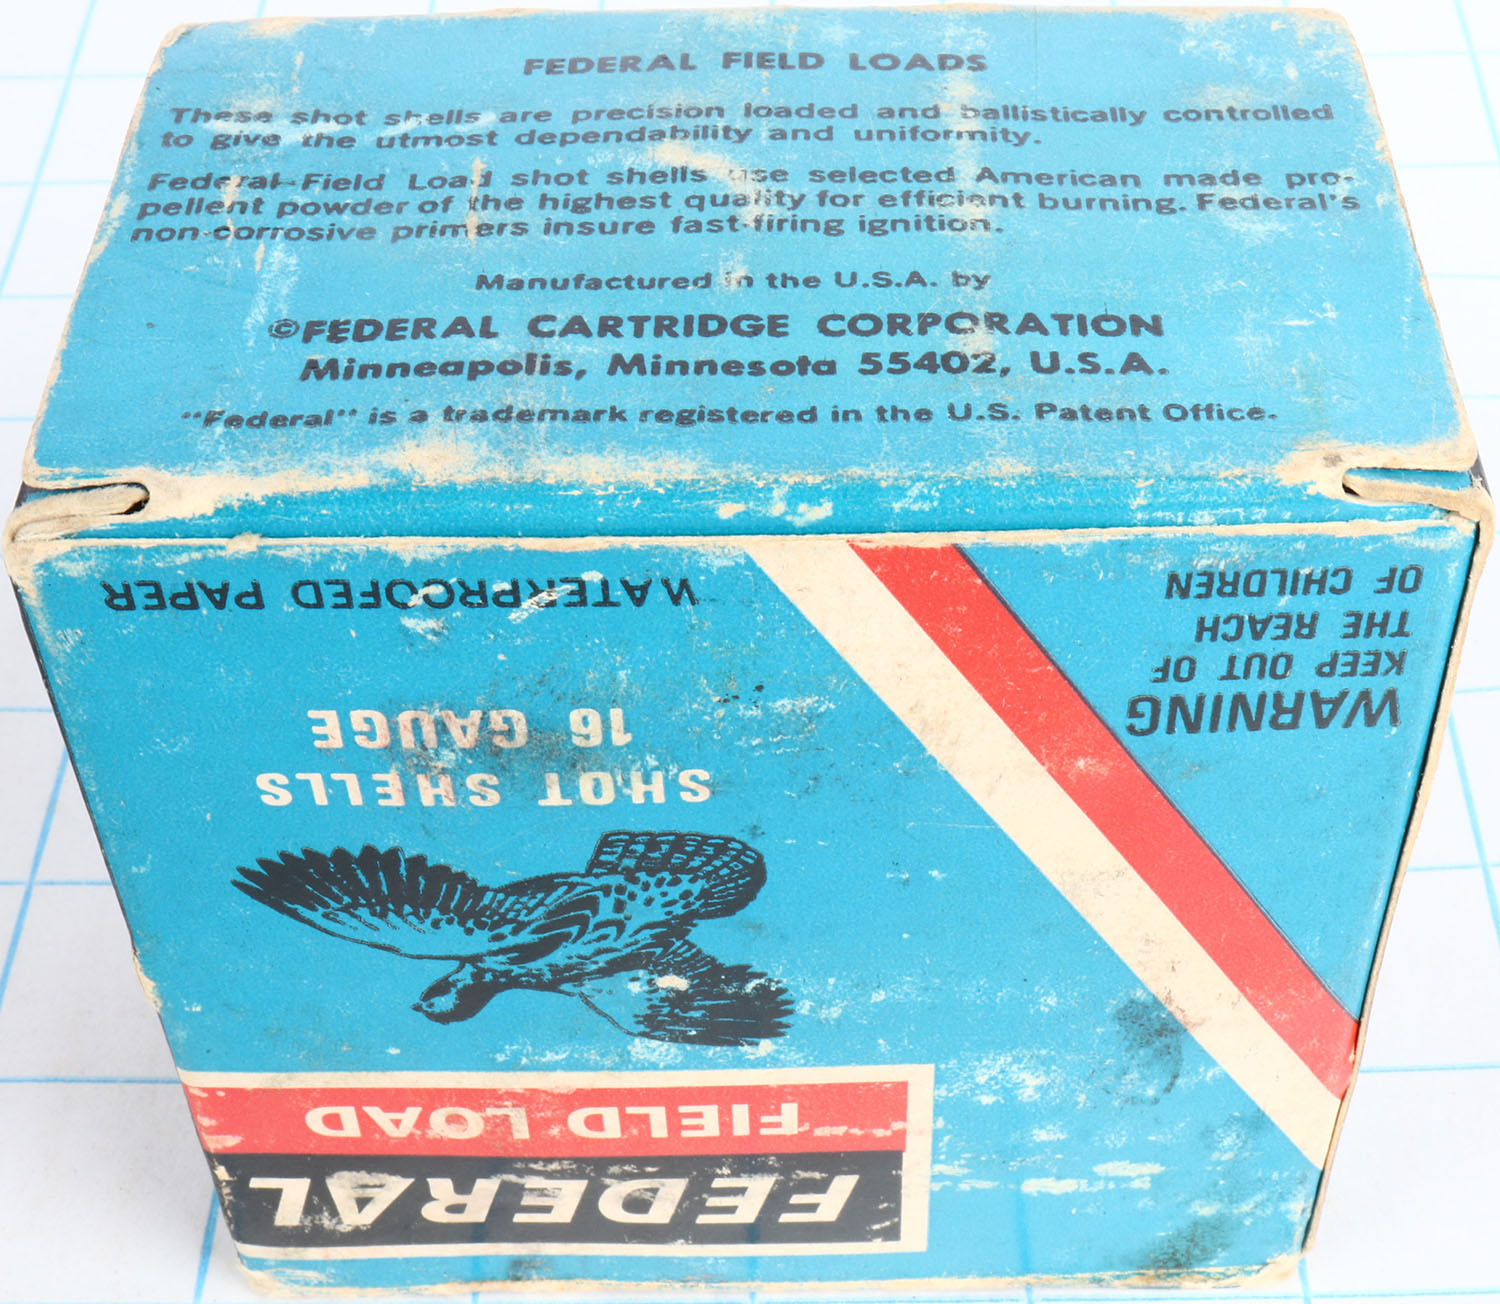 FEDERAL FIELD LOADS
These shot shells are precision loaded and ballistically controlled
to give the utmost dependability and uniformity.
Federal Field Load shot shells use selected American made pro-
pellent powder of the highest quality for efficient burning. Federal's
non-corrosive primers insure fast-firing ignition.
Manufactured in the U.S.A. by
©FEDERAL CARTRIDGE CORPORATION
Minneapolis, Minnesota 55402, U.S.A.
"Federal" is a trademark registered in the U.S. Patent Office.
FEDERAL
FIELD LOAD
SHOT SHELLS
16 GAUGE
WATERPROOFED PAPER
WARNING
KEEP OUT OF
THE REACH
OF CHILDREN